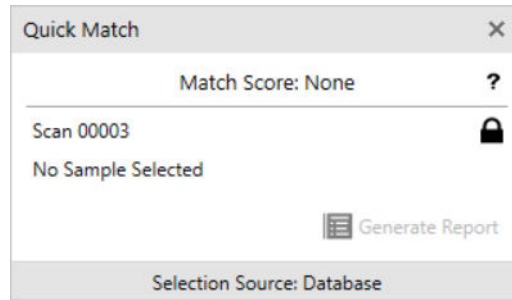 Quick Match
Match Score: None ?
Scan 00003
No Sample Selected
Generate Report
Selection Source: Database